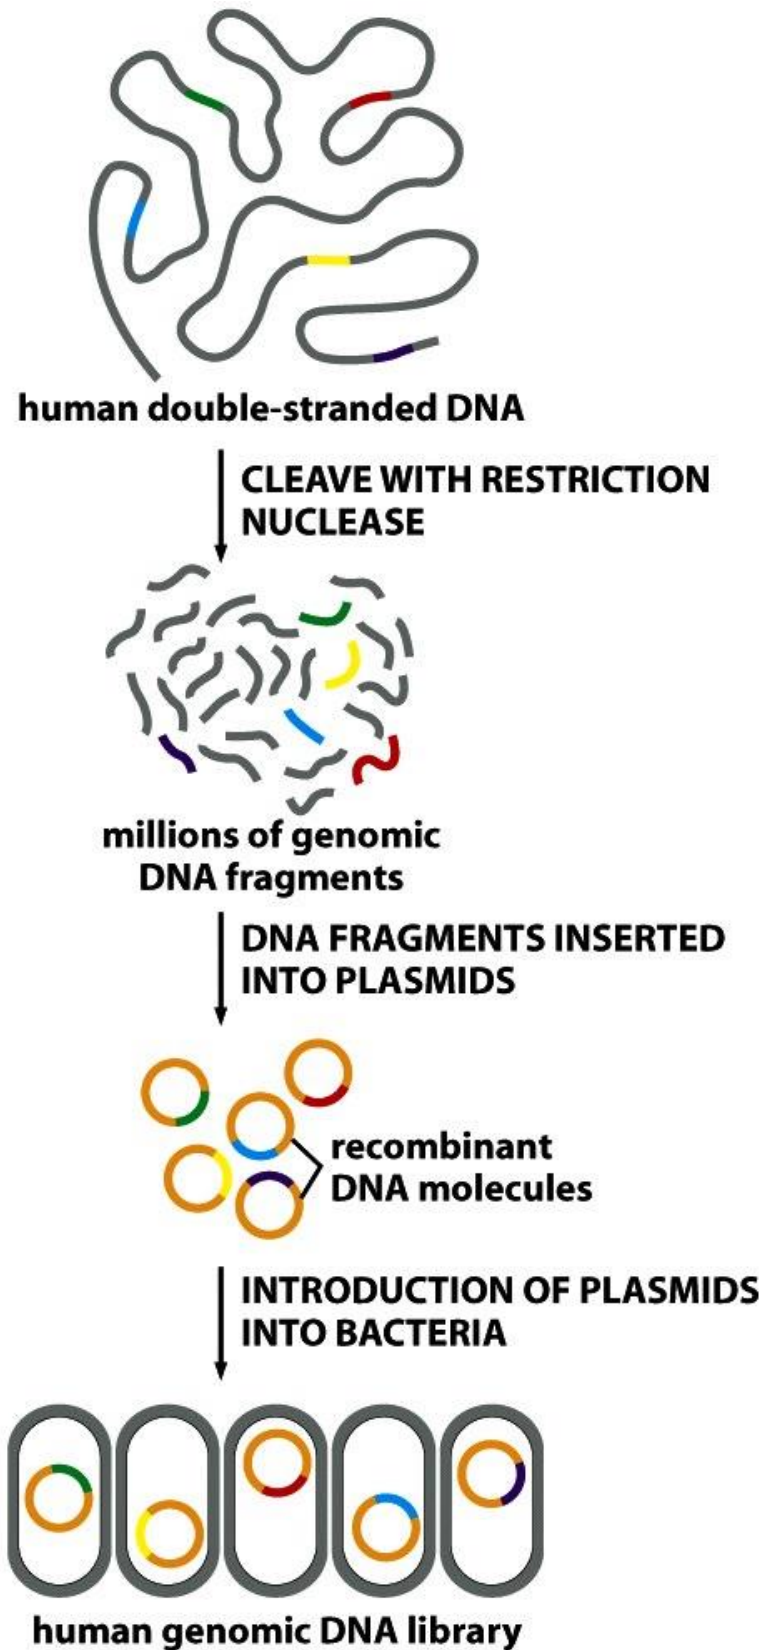 human double-stranded DNA
CLEAVE WITH RESTRICTION
NUCLEASE
millions of genomic
DNA fragments
DNA FRAGMENTS INSERTED
INTO PLASMIDS
recombinant
DNA molecules
INTRODUCTION OF PLASMIDS
INTO BACTERIA
human genomic DNA library